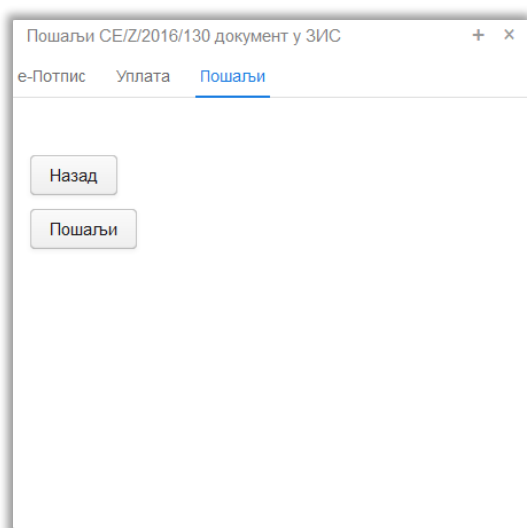 Пошаљи CE/Z/2016/130 документ у ЗИС
е-Потпис Уплата Пошаљи
Назад
Пошаљи